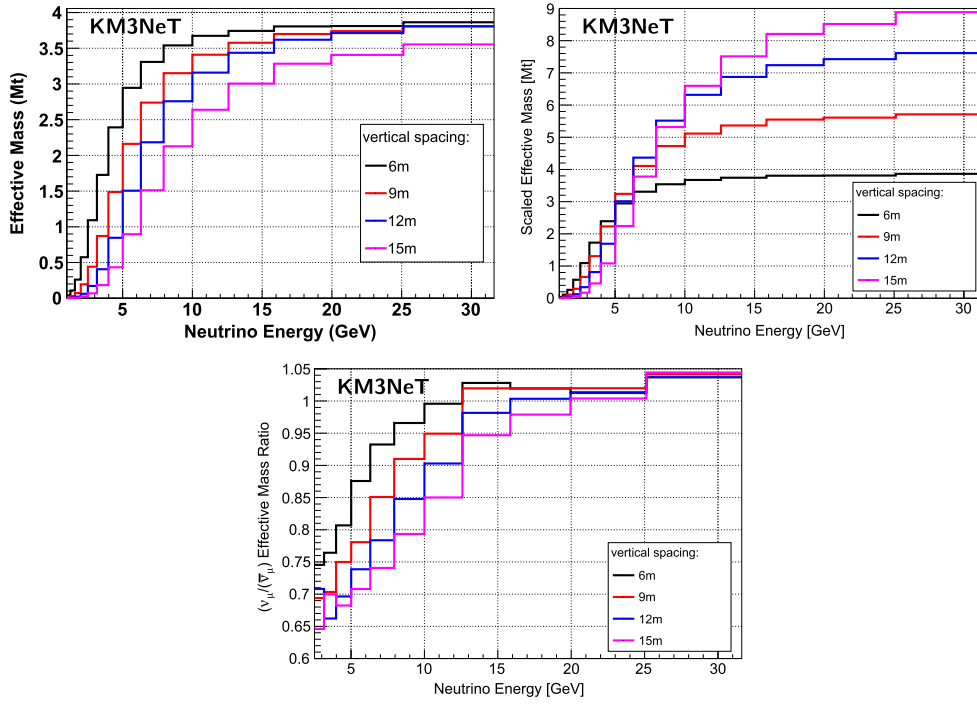 KM3NeT
Effective Mass (Mt)
4
3.5
3
2.5
2
1.5
1
0.5
0
vertical spacing:
6m
9m
12m
15m
5 10 15 20 25 30
Neutrino Energy (GeV)
KM3NeT
Scaled Effective Mass [Mt]
9
8
7
6
5
4
3
2
1
0
vertical spacing:
6m
9m
12m
15m
5 10 15 20 25 30
Neutrino Energy [GeV]
KM3NeT
(νμ/(ν̅μ) Effective Mass Ratio
1.05
1
0.95
0.9
0.85
0.8
0.75
0.7
0.65
0.6
vertical spacing:
6m
9m
12m
15m
5 10 15 20 25 30
Neutrino Energy [GeV]